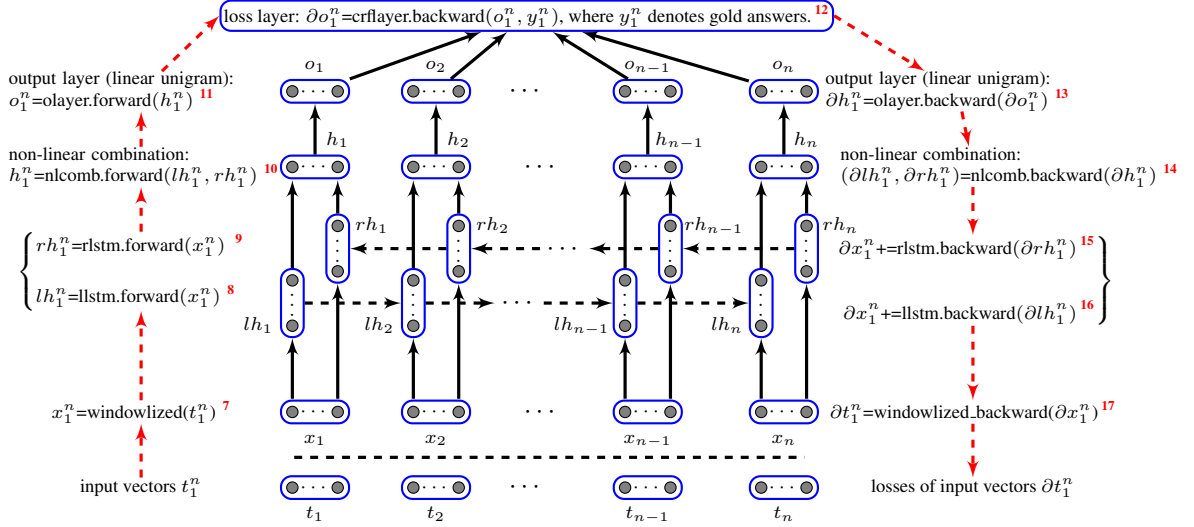 loss layer: ∂o₁ⁿ=crflayer.backward(o₁ⁿ, y₁ⁿ), where y₁ⁿ denotes gold answers. 12
output layer (linear unigram):
o₁ⁿ=olayer.forward(h₁ⁿ) 11
non-linear combination:
h₁ⁿ=nlcomb.forward(lh₁ⁿ, rh₁ⁿ) 10
rh₁ⁿ=rlstm.forward(x₁ⁿ) 9
lh₁ⁿ=llstm.forward(x₁ⁿ) 8
x₁ⁿ=windowlized(t₁ⁿ) 7
input vectors t₁ⁿ
o₁ o₂ oₙ₋₁ oₙ
· · ·
h₁ h₂ hₙ₋₁ hₙ
· · ·
rh₁ rh₂ rhₙ₋₁ rhₙ
· · ·
· · ·
lh₁ lh₂ lhₙ₋₁ lhₙ
· · ·
x₁ x₂ xₙ₋₁ xₙ
· · ·
t₁ t₂ tₙ₋₁ tₙ
output layer (linear unigram):
∂h₁ⁿ=olayer.backward(∂o₁ⁿ) 13
non-linear combination:
(∂lh₁ⁿ, ∂rh₁ⁿ)=nlcomb.backward(∂h₁ⁿ) 14
∂x₁ⁿ+=rlstm.backward(∂rh₁ⁿ) 15
∂x₁ⁿ+=llstm.backward(∂lh₁ⁿ) 16
∂t₁ⁿ=windowlized_backward(∂x₁ⁿ) 17
losses of input vectors ∂t₁ⁿ